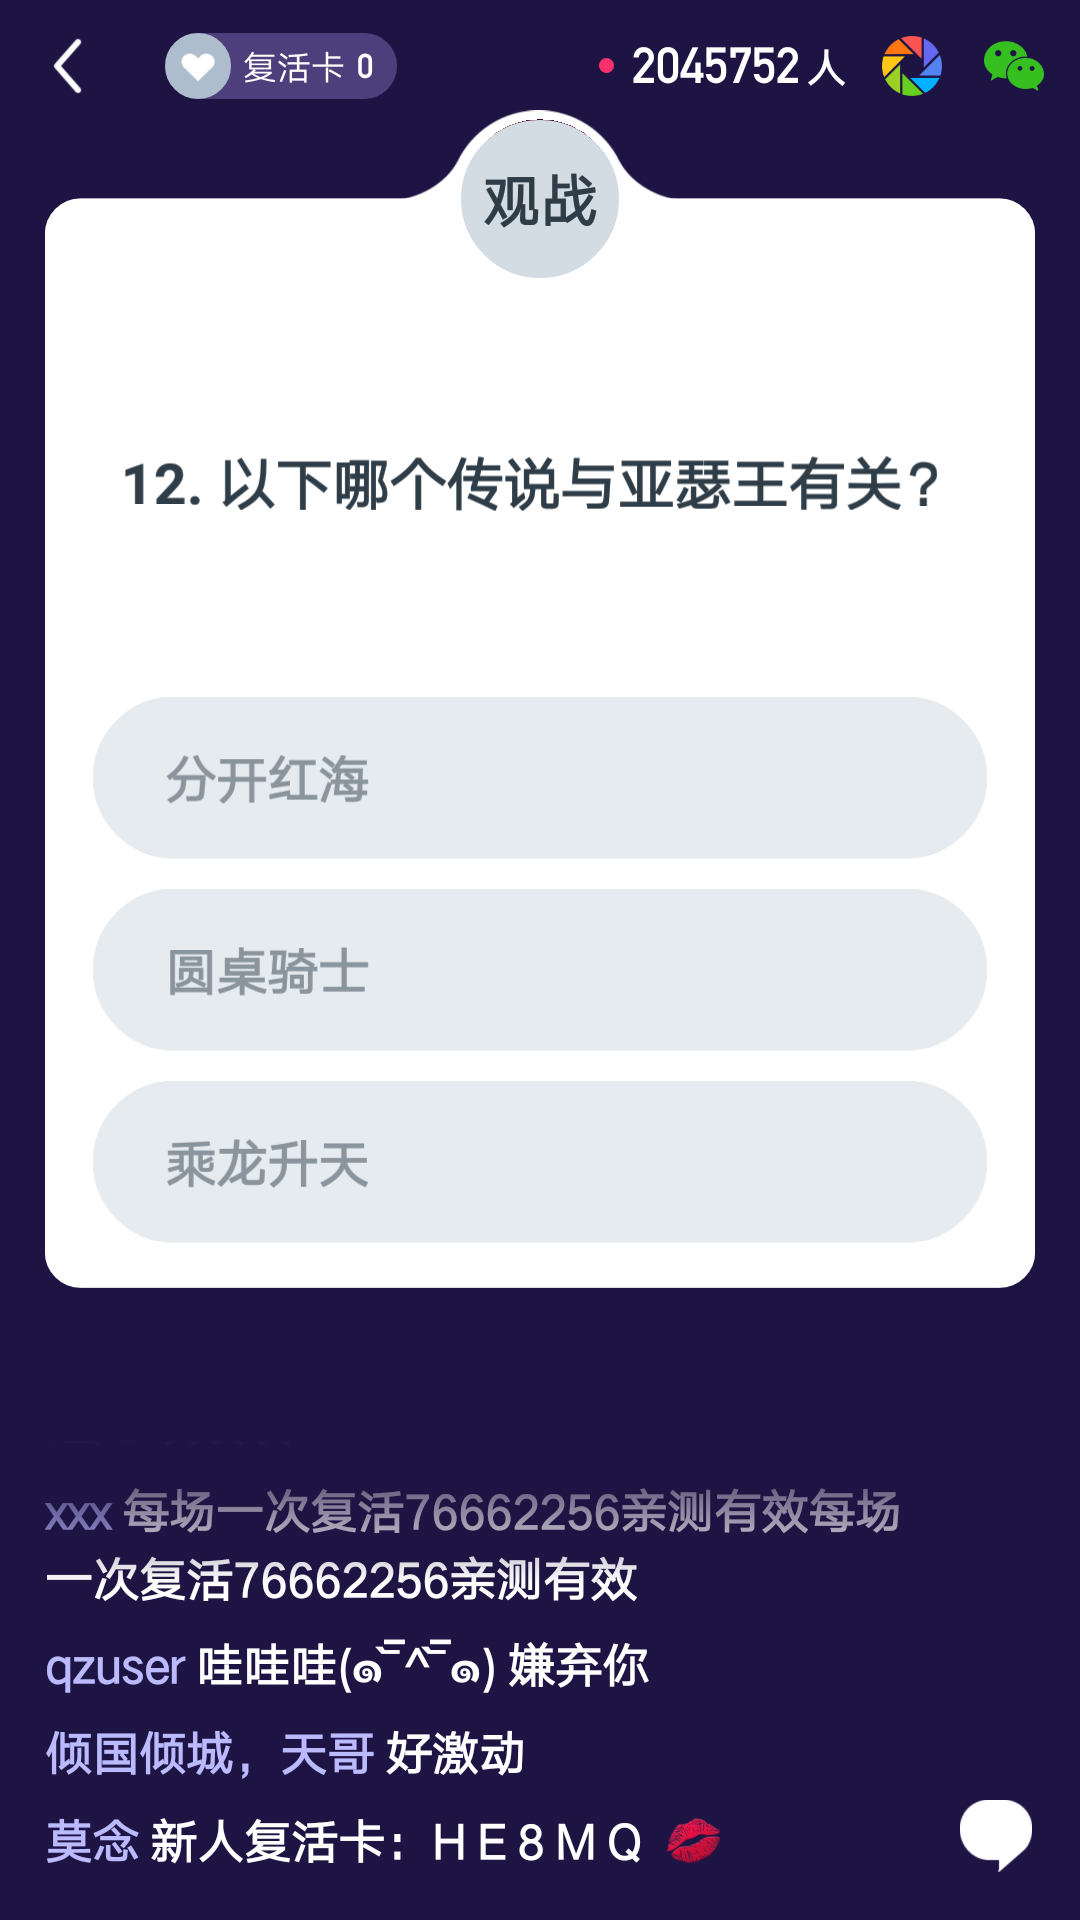 复活卡 0
2045752 人
观战
12. 以下哪个传说与亚瑟王有关？
分开红海
圆桌骑士
乘龙升天
xxx 每场一次复活76662256亲测有效每场
一次复活76662256亲测有效
qzuser 哇哇哇(๑‾᷅^‾᷅๑) 嫌弃你
倾国倾城，天哥 好激动
莫念 新人复活卡：ＨＥ８ＭＱ 💋